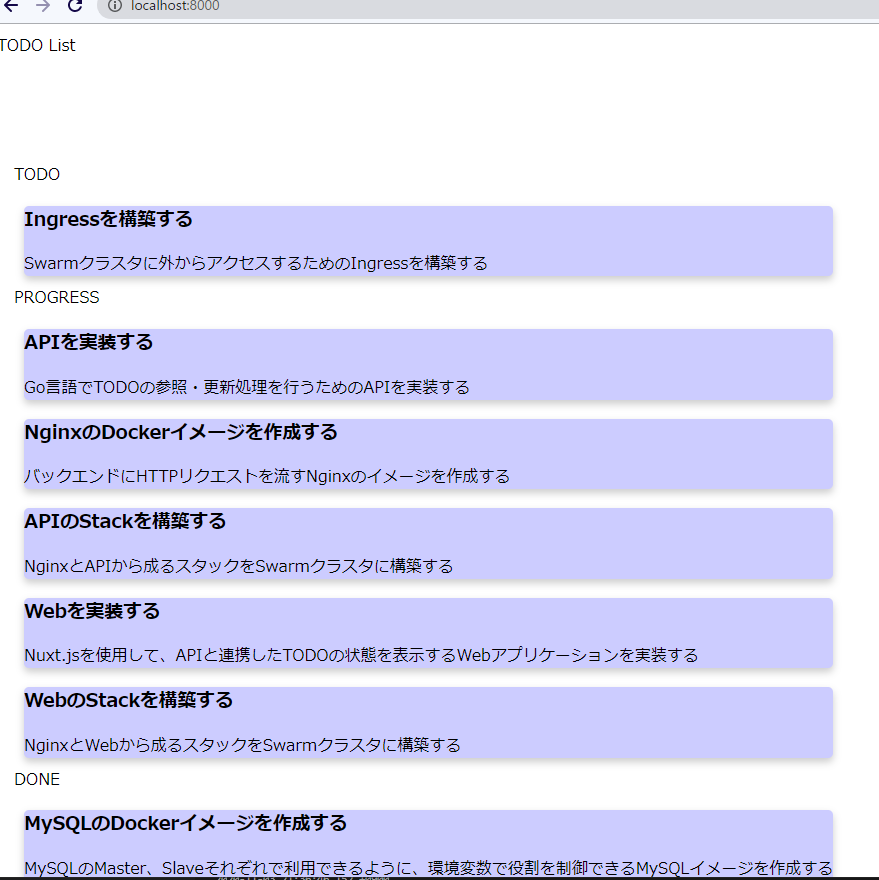 localhost:8000
TODO List
TODO
Ingressを構築する
Swarmクラスタに外からアクセスするためのIngressを構築する
PROGRESS
APIを実装する
Go言語でTODOの参照・更新処理を行うためのAPIを実装する
NginxのDockerイメージを作成する
バックエンドにHTTPリクエストを流すNginxのイメージを作成する
APIのStackを構築する
NginxとAPIから成るスタックをSwarmクラスタに構築する
Webを実装する
Nuxt.jsを使用して、APIと連携したTODOの状態を表示するWebアプリケーションを実装する
WebのStackを構築する
NginxとWebから成るスタックをSwarmクラスタに構築する
DONE
MySQLのDockerイメージを作成する
MySQLのMaster、Slaveそれぞれで利用できるように、環境変数で役割を制御できるMySQLイメージを作成する